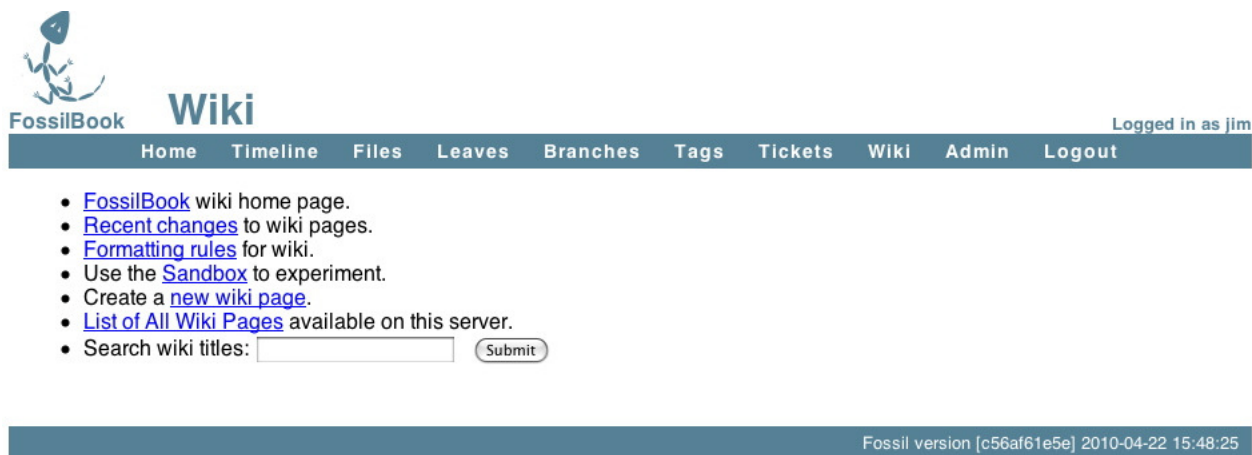 FossilBook
Wiki
Logged in as jim
Home Timeline Files Leaves Branches Tags Tickets Wiki Admin Logout
• FossilBook wiki home page.
• Recent changes to wiki pages.
• Formatting rules for wiki.
• Use the Sandbox to experiment.
• Create a new wiki page.
• List of All Wiki Pages available on this server.
• Search wiki titles: Submit
Fossil version [c56af61e5e] 2010-04-22 15:48:25